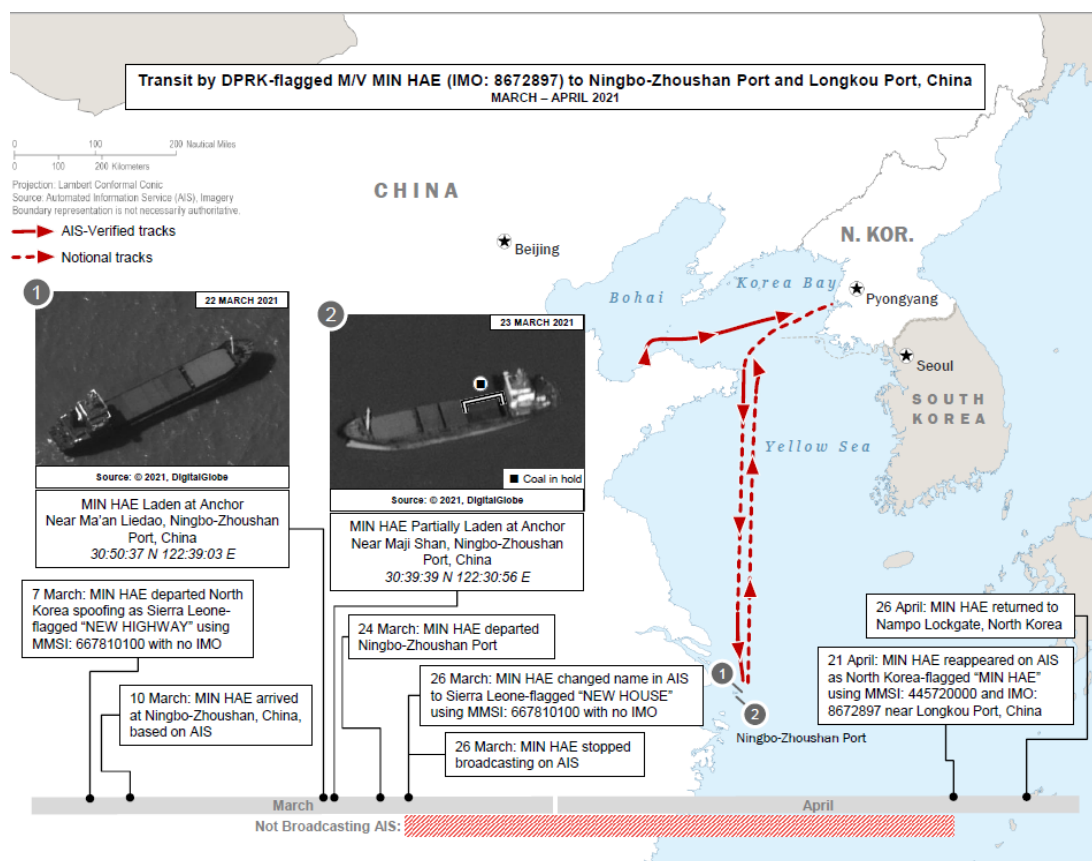 Transit by DPRK-flagged M/V MIN HAE (IMO: 8672897) to Ningbo-Zhoushan Port and Longkou Port, China
MARCH – APRIL 2021
0 100 200 Nautical Miles
0 100 200 Kilometers
Projection: Lambert Conformal Conic
Source: Automated Information Service (AIS), Imagery
Boundary representation is not necessarily authoritative.
AIS-Verified tracks
Notional tracks
CHINA
Beijing
N. KOR.
Korea Bay
Bohai
Pyongyang
Seoul
SOUTH
KOREA
Yellow Sea
1
22 MARCH 2021
Source: © 2021, DigitalGlobe
MIN HAE Laden at Anchor
Near Ma'an Liedao, Ningbo-Zhoushan
Port, China
30:50:37 N 122:39:03 E
2
23 MARCH 2021
Coal in hold
Source: © 2021, DigitalGlobe
MIN HAE Partially Laden at Anchor
Near Maji Shan, Ningbo-Zhoushan
Port, China
30:39:39 N 122:30:56 E
7 March: MIN HAE departed North
Korea spoofing as Sierra Leone-
flagged “NEW HIGHWAY” using
MMSI: 667810100 with no IMO
10 March: MIN HAE arrived
at Ningbo-Zhoushan, China,
based on AIS
24 March: MIN HAE departed
Ningbo-Zhoushan Port
26 March: MIN HAE changed name in AIS
to Sierra Leone-flagged “NEW HOUSE”
using MMSI: 667810100 with no IMO
26 March: MIN HAE stopped
broadcasting on AIS
1
2
Ningbo-Zhoushan Port
26 April: MIN HAE returned to
Nampo Lockgate, North Korea
21 April: MIN HAE reappeared on AIS
as North Korea-flagged “MIN HAE”
using MMSI: 445720000 and IMO:
8672897 near Longkou Port, China
March
April
Not Broadcasting AIS: